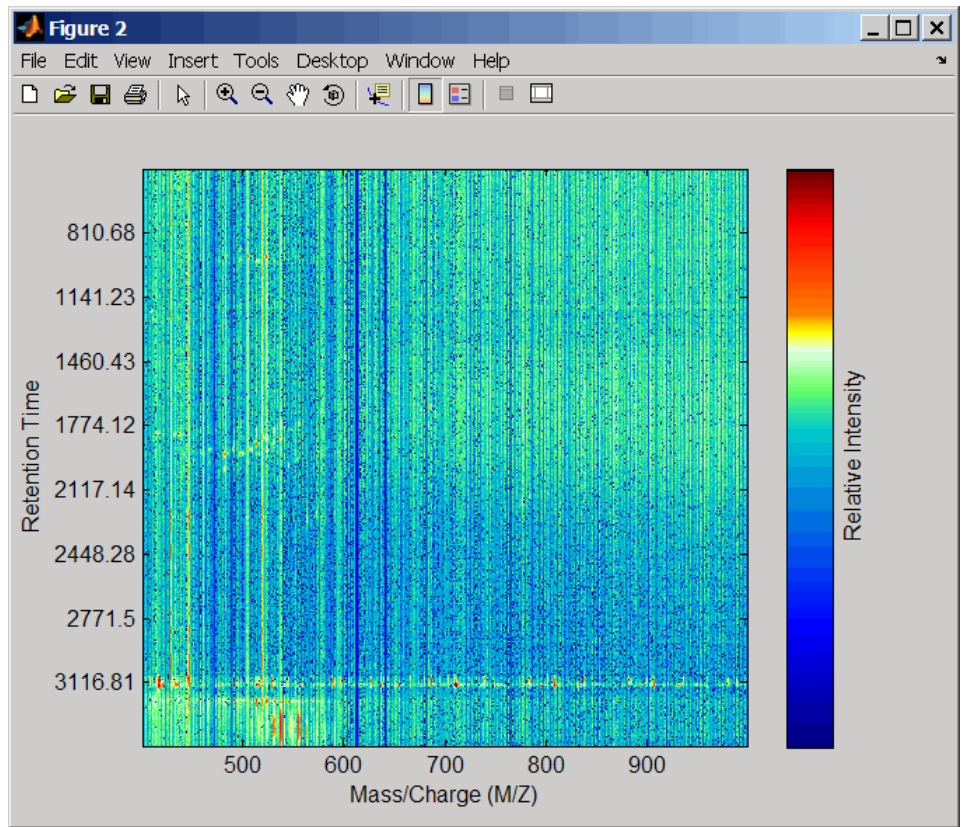 Figure 2
File Edit View Insert Tools Desktop Window Help
810.68
1141.23
1460.43
1774.12
2117.14
2448.28
2771.5
3116.81
Retention Time
500 600 700 800 900
Mass/Charge (M/Z)
Relative Intensity